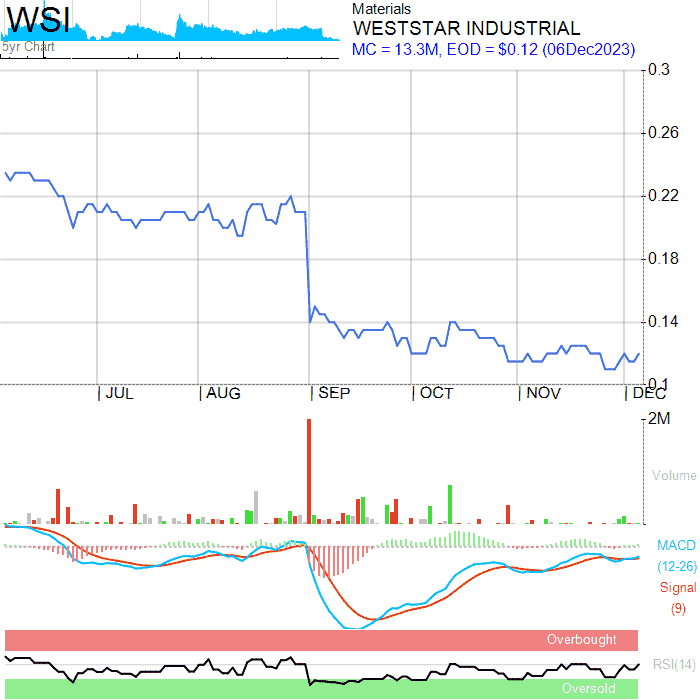 WSI
5yr Chart
Materials
WESTSTAR INDUSTRIAL
MC = 13.3M, EOD = $0.12 (06Dec2023)
0.3
0.26
0.22
0.18
0.14
0.1
JUL
AUG
SEP
OCT
NOV
DEC
2M
Volume
MACD
(12-26)
Signal
(9)
Overbought
RSI(14)
Oversold